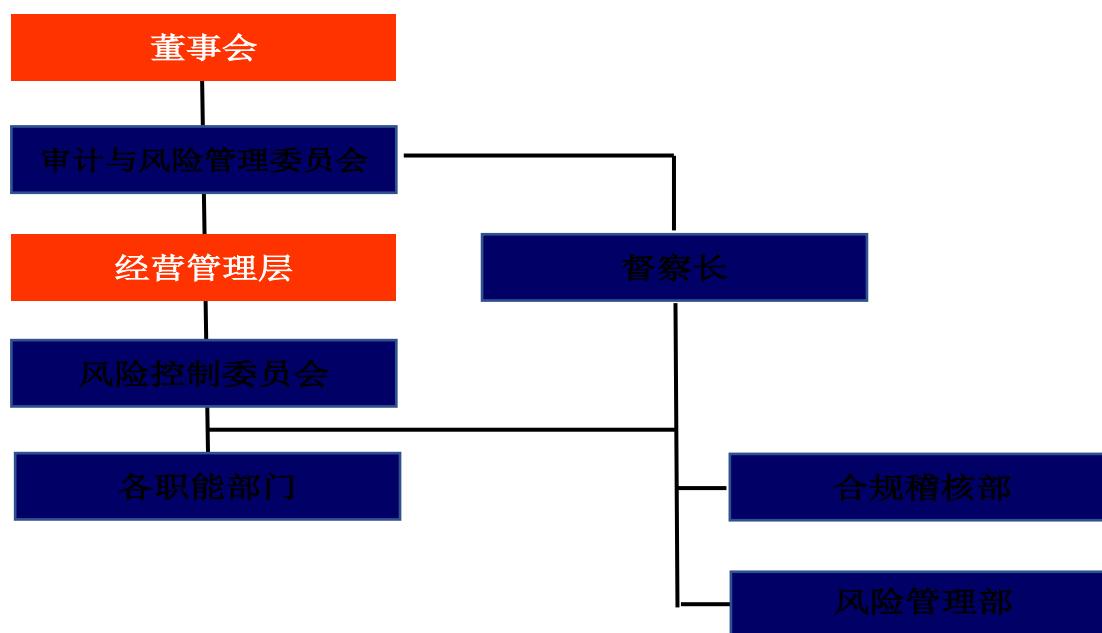 董事会
审计与风险管理委员会
经营管理层
督察长
风险控制委员会
各职能部门
合规稽核部
风险管理部